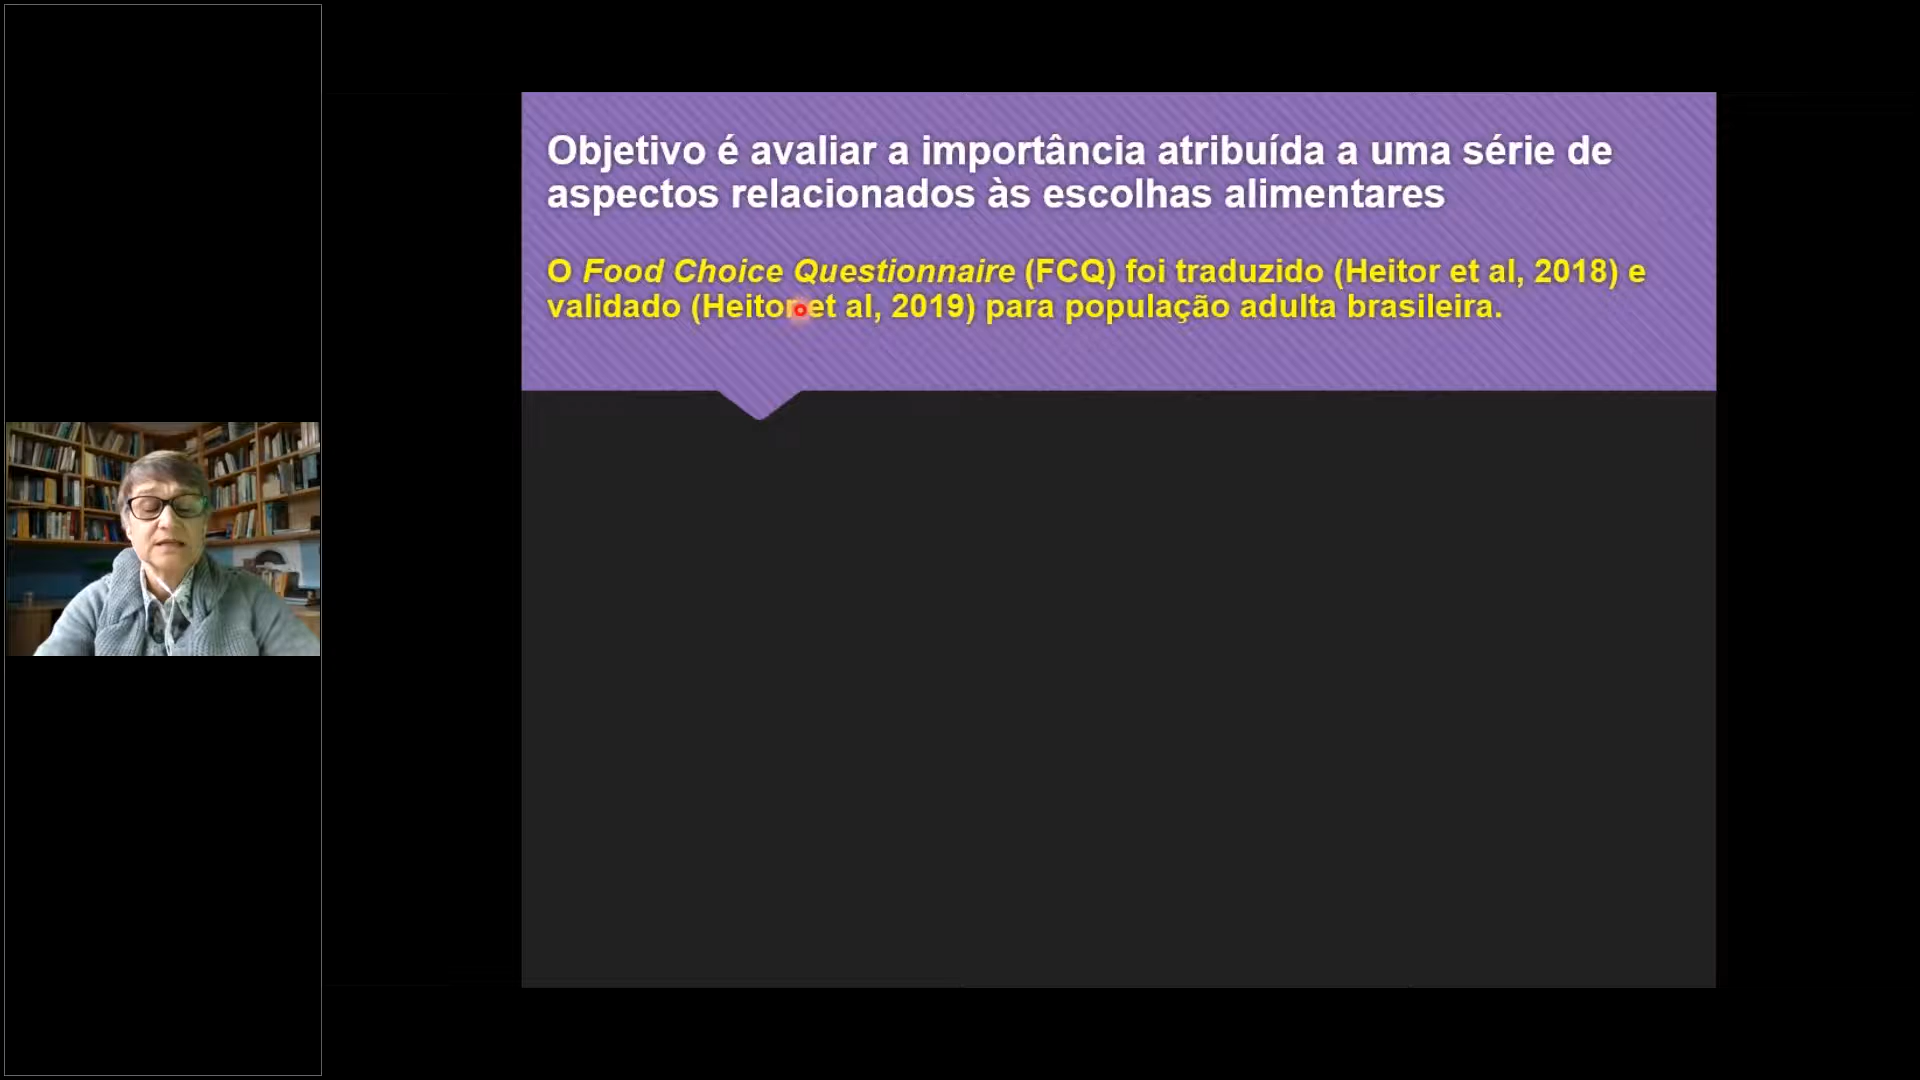 Objetivo é avaliar a importância atribuída a uma série de
aspectos relacionados às escolhas alimentares
O Food Choice Questionnaire (FCQ) foi traduzido (Heitor et al, 2018) e
validado (Heitor et al, 2019) para população adulta brasileira.